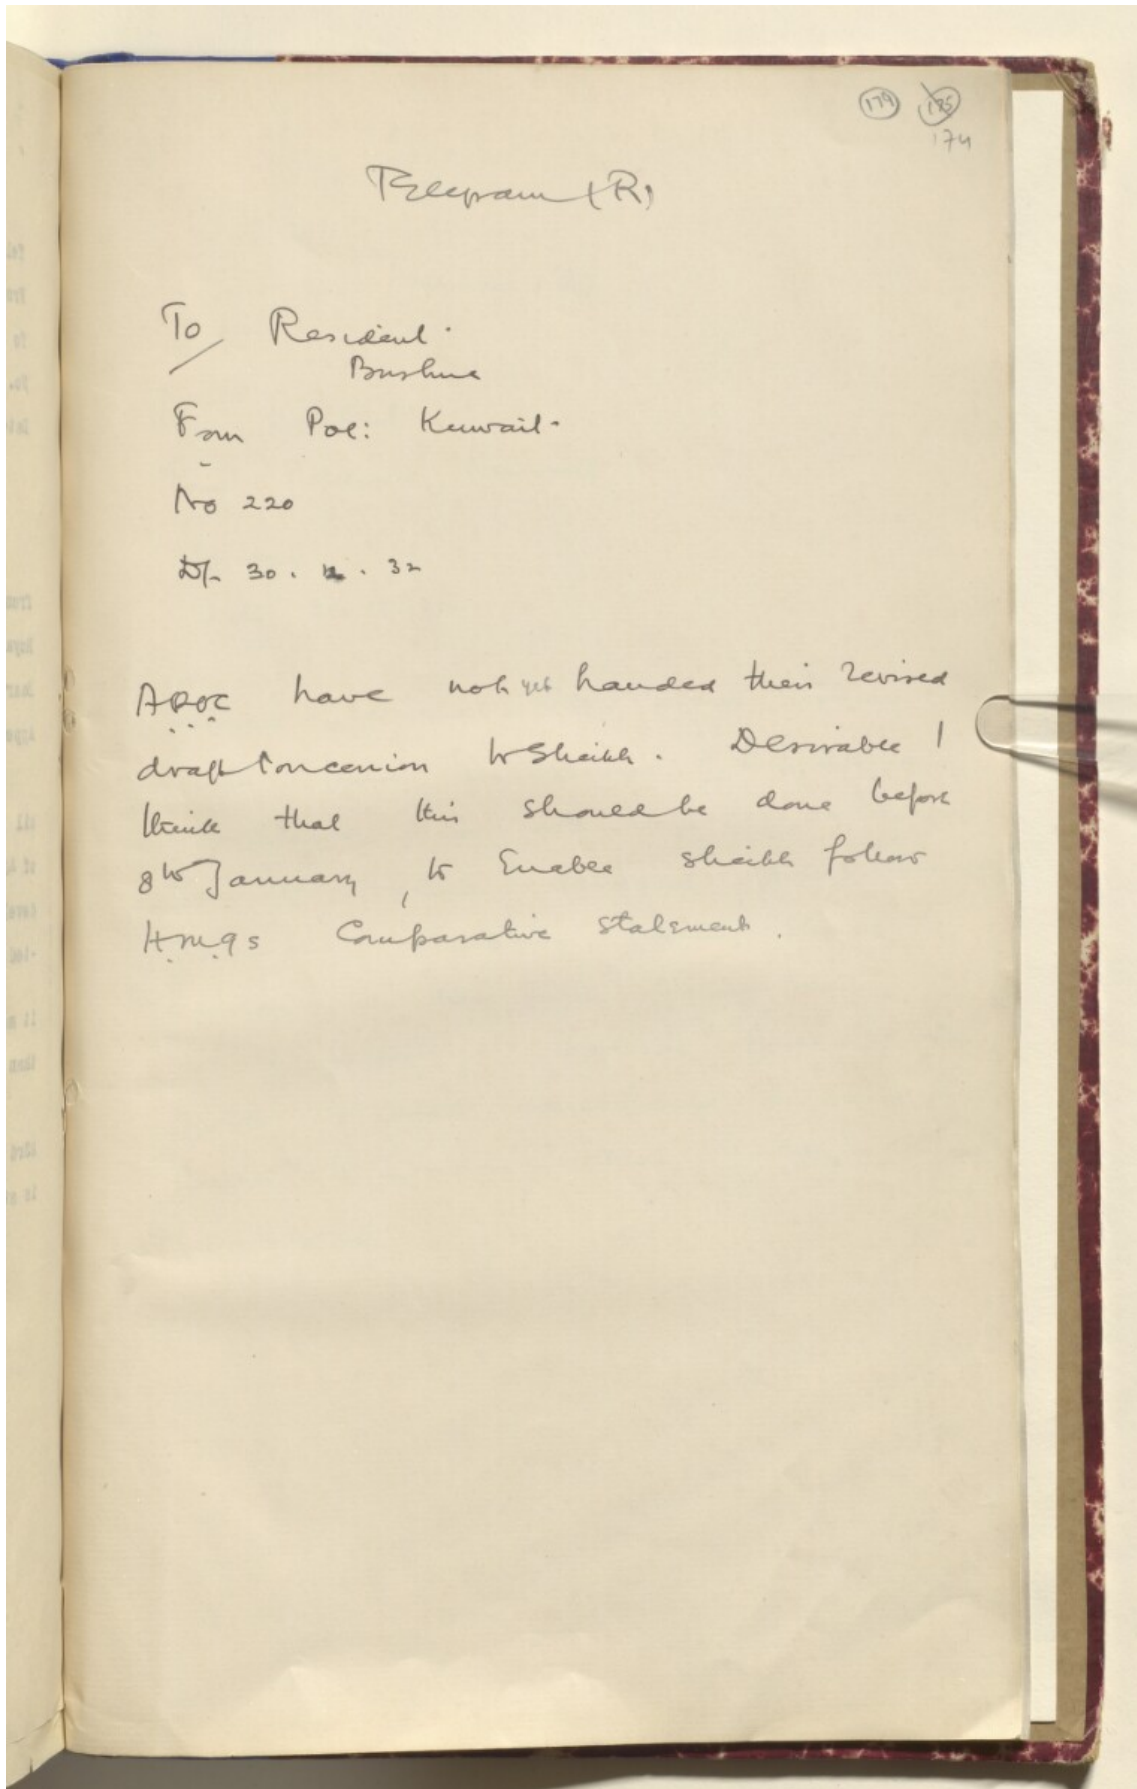 179 175
174
Telegram (R)
To Resident
Bushire
From Pol: Kuwait.
No 220
D/- 30 . 12 . 32
APOC have not yet handed their revised
draft Concession to Sheikh . Desirable I
think that this should be done before
8th January , to Enable Sheikh follow
H.M.G s Comparative Statement .